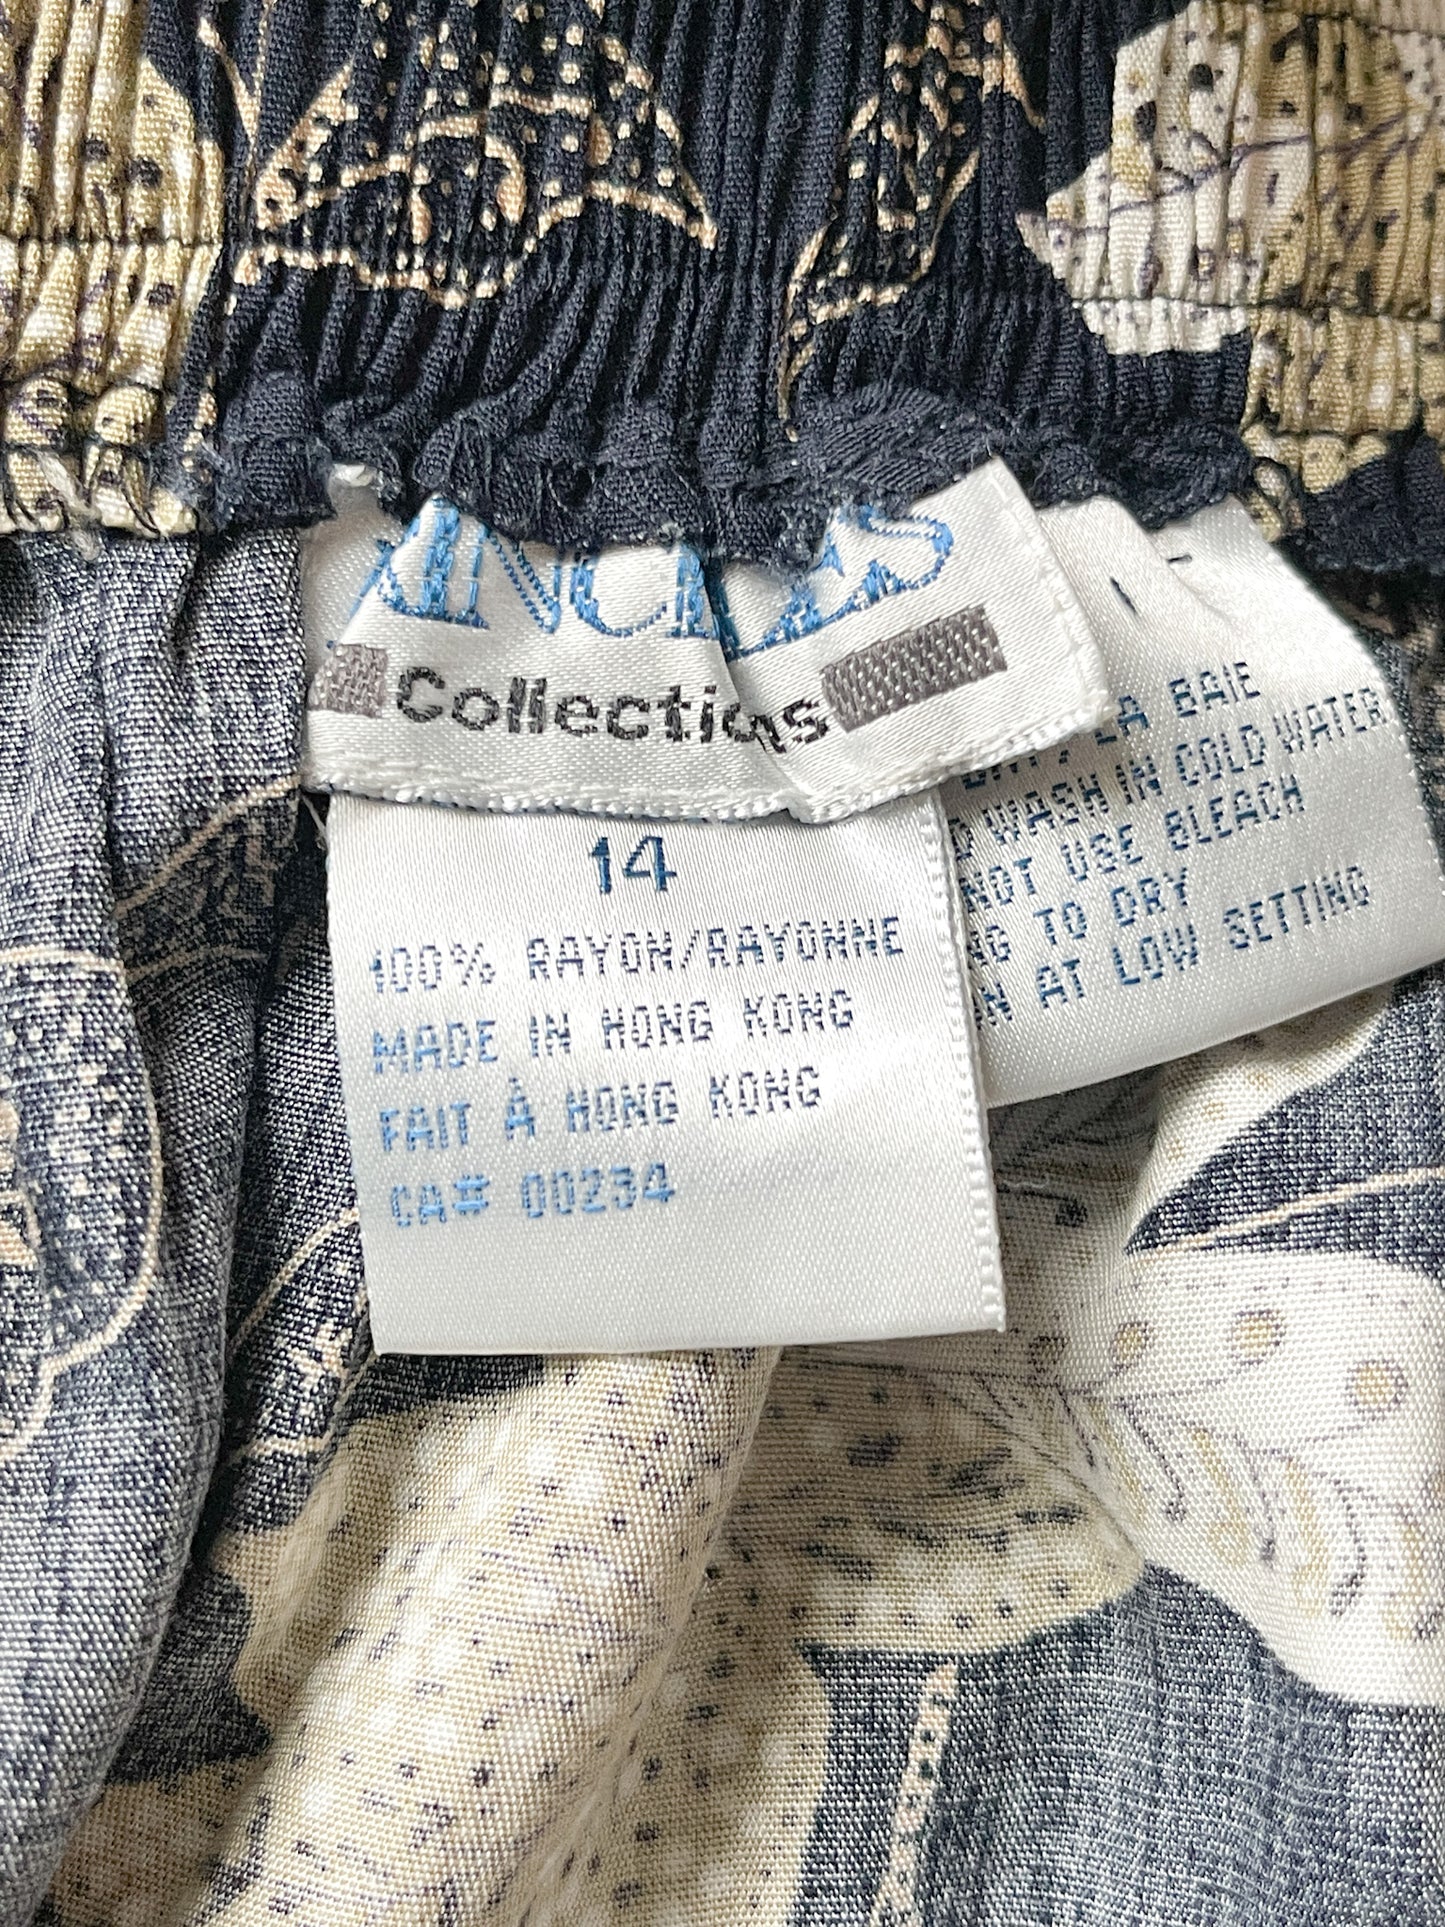 Collections
14
100% RAYON/RAYONNE
MADE IN HONG KONG
FAIT À HONG KONG
CA# 00234
LA BAIE
WASH IN COLD WATER
NOT USE BLEACH
TO DRY
AT LOW SETTING